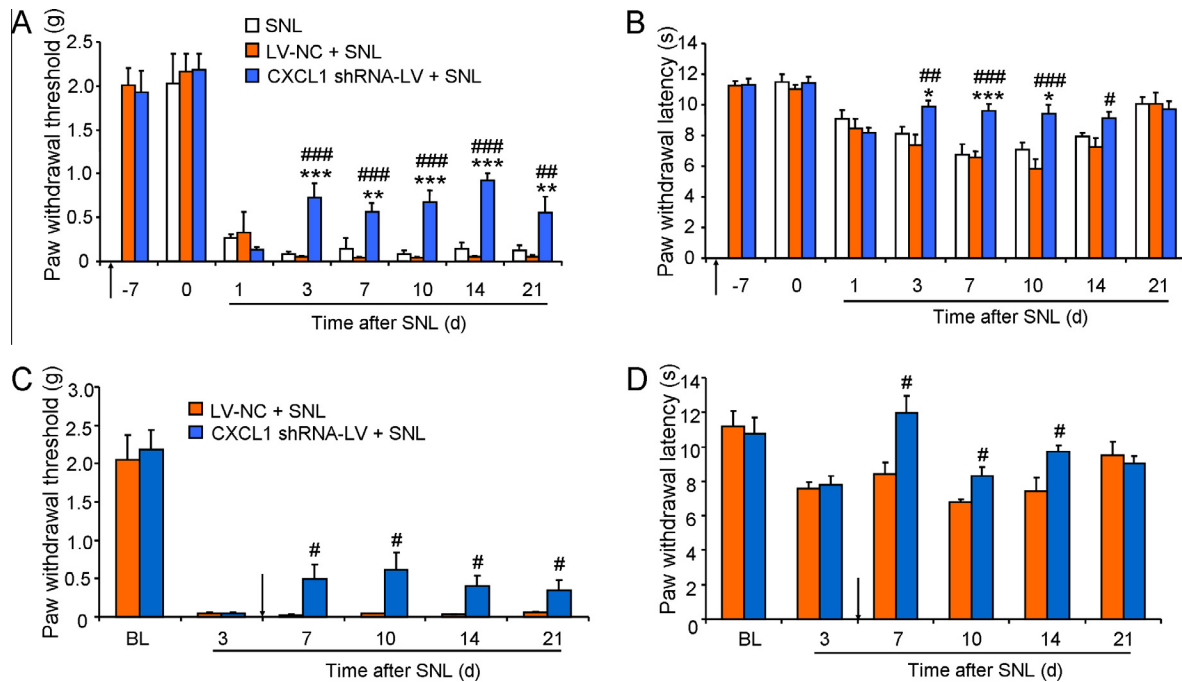 A
Paw withdrawal threshold (g)
2.5
2.0
1.5
1.0
0.5
0
SNL
LV-NC + SNL
CXCL1 shRNA-LV + SNL
###
***
###
**
###
***
###
***
##
**
-7 0 1 3 7 10 14 21
Time after SNL (d)
B
Paw withdrawal latency (s)
14
12
10
8
6
4
2
0
##
*
###
***
###
*
#
-7 0 1 3 7 10 14 21
Time after SNL (d)
C
Paw withdrawal threshold (g)
3.0
2.5
2.0
1.5
1.0
0.5
0
LV-NC + SNL
CXCL1 shRNA-LV + SNL
# # # #
BL 3 7 10 14 21
Time after SNL (d)
D
Paw withdrawal latency (s)
14
12
10
8
6
4
2
0
# # #
BL 3 7 10 14 21
Time after SNL (d)